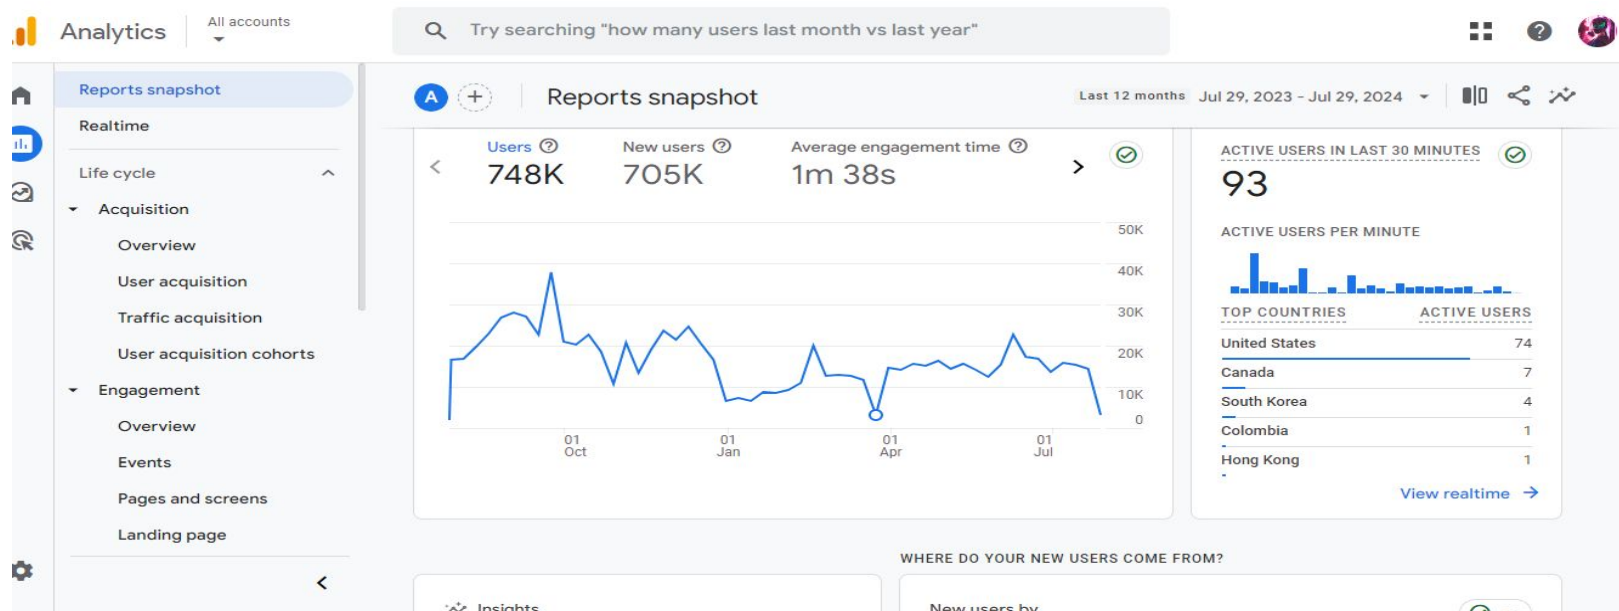 Analytics
All accounts
Try searching "how many users last month vs last year"
Reports snapshot
Realtime
Life cycle
Acquisition
Overview
User acquisition
Traffic acquisition
User acquisition cohorts
Engagement
Overview
Events
Pages and screens
Landing page
A
Reports snapshot
Last 12 months Jul 29, 2023 - Jul 29, 2024
Users New users Average engagement time
748K 705K 1m 38s
50K
40K
30K
20K
10K
0
01 Oct
01 Jan
01 Apr
01 Jul
ACTIVE USERS IN LAST 30 MINUTES
93
ACTIVE USERS PER MINUTE
TOP COUNTRIES ACTIVE USERS
United States 74
Canada 7
South Korea 4
Colombia 1
Hong Kong 1
View realtime
WHERE DO YOUR NEW USERS COME FROM?
Insights
New users by